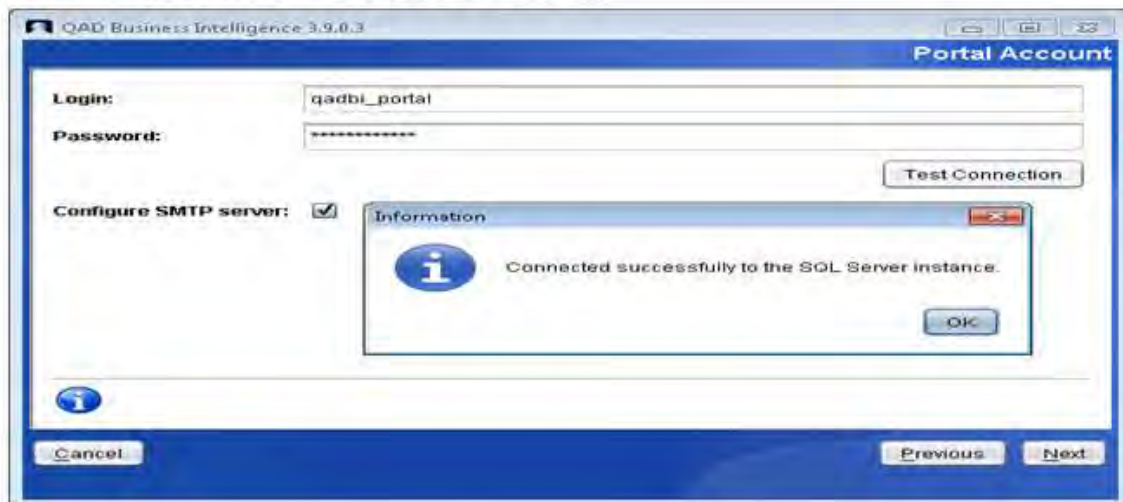 QAD Business Intelligence 3.9.0.3
Portal Account
Login: qadbi_portal
Password: ************
Test Connection
Configure SMTP server:
Information
Connected successfully to the SQL Server instance.
OK
Cancel
Previous Next